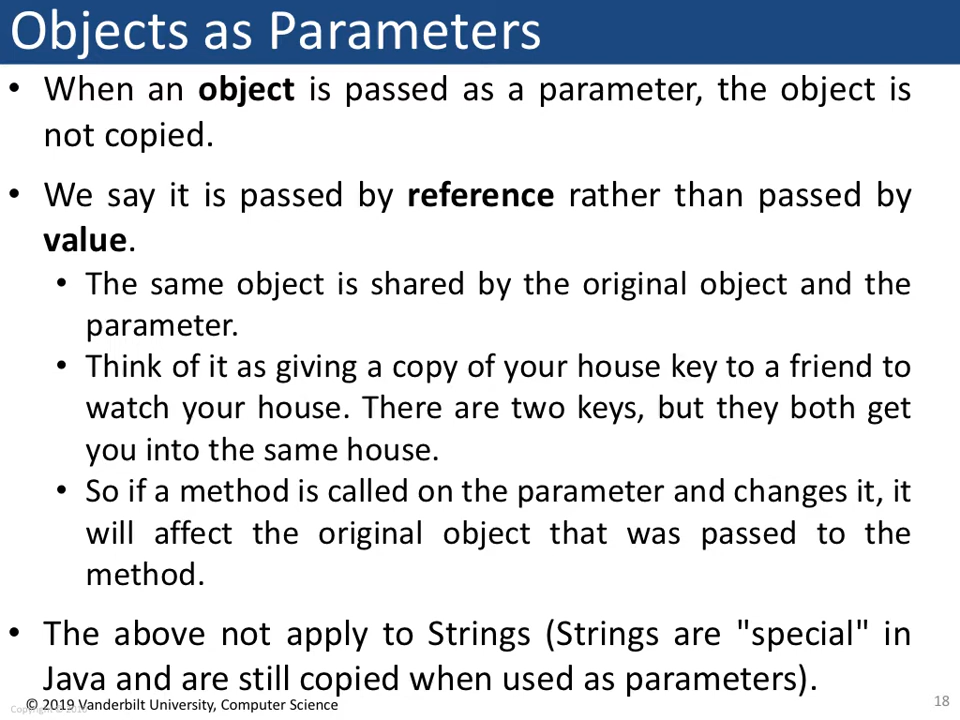 Objects as Parameters
• When an object is passed as a parameter, the object is
not copied.
• We say it is passed by reference rather than passed by
value.
• The same object is shared by the original object and the
parameter.
• Think of it as giving a copy of your house key to a friend to
watch your house. There are two keys, but they both get
you into the same house.
• So if a method is called on the parameter and changes it, it
will affect the original object that was passed to the
method.
• The above not apply to Strings (Strings are "special" in
Java and are still copied when used as parameters).
© 2019 Vanderbilt University, Computer Science
18